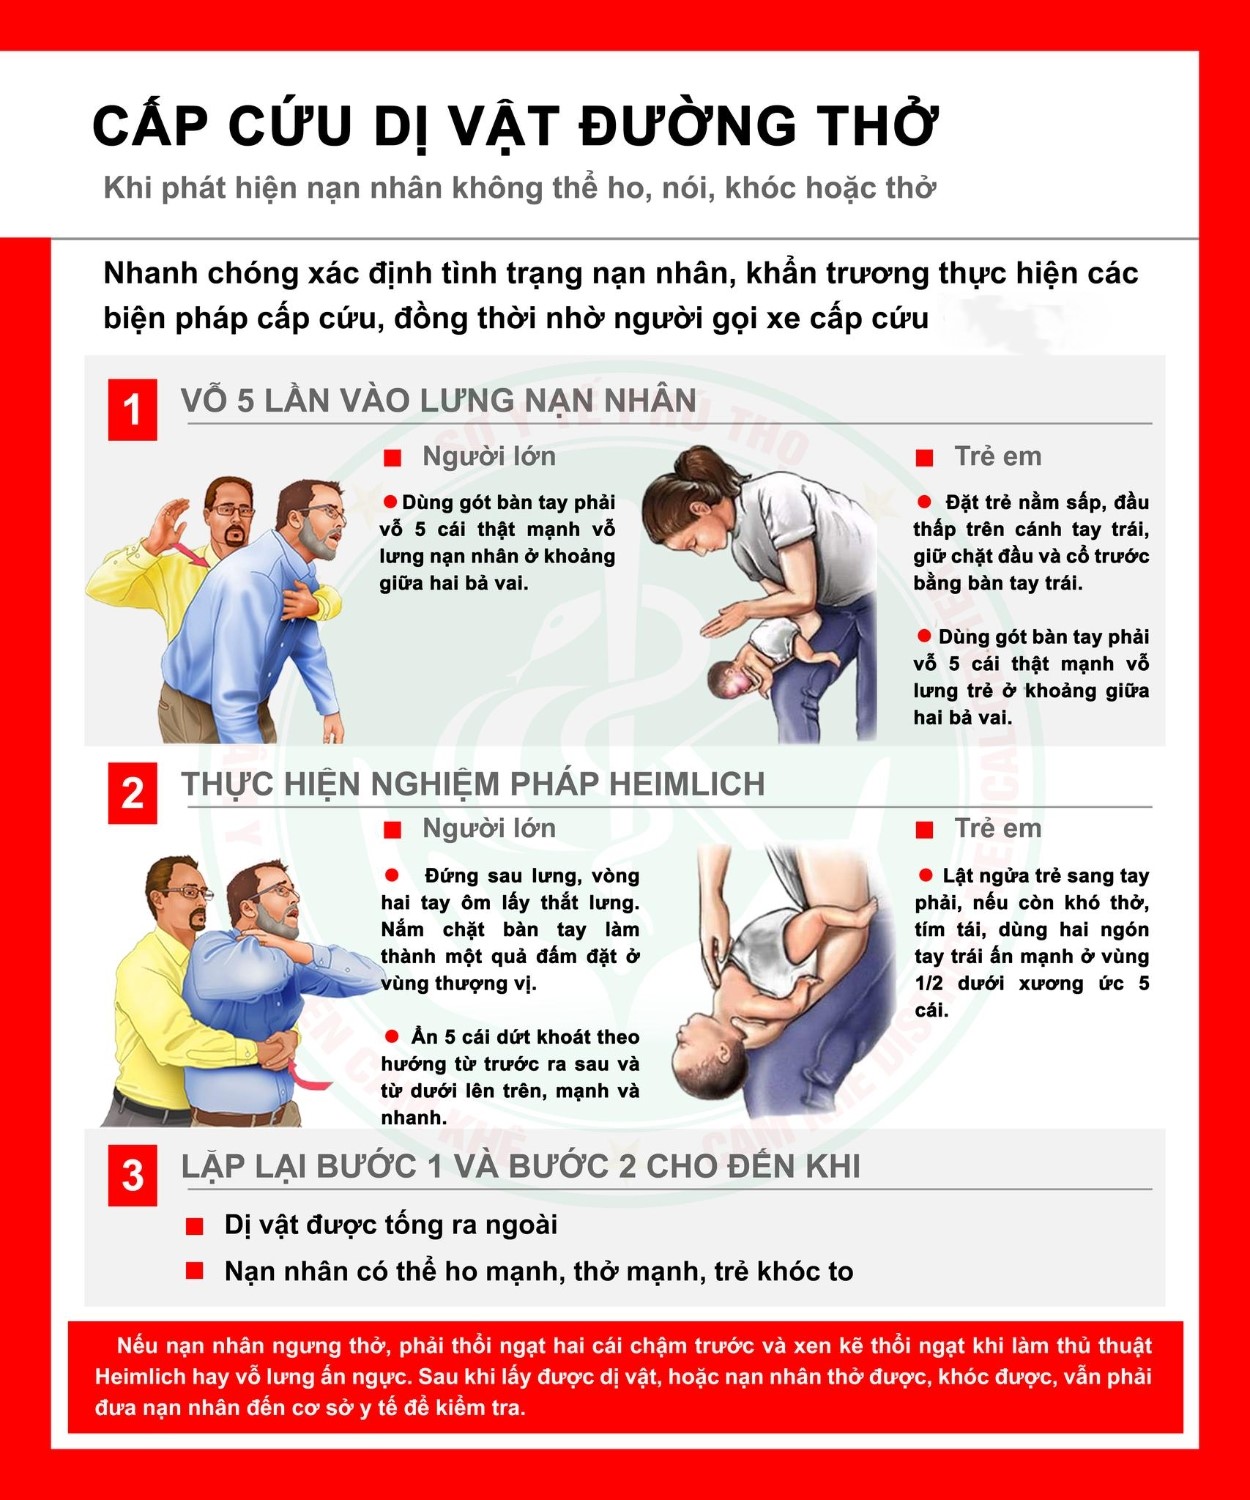 CẤP CỨU DỊ VẬT ĐƯỜNG THỞ
Khi phát hiện nạn nhân không thể ho, nói, khóc hoặc thở
Nhanh chóng xác định tình trạng nạn nhân, khẩn trương thực hiện các
biện pháp cấp cứu, đồng thời nhờ người gọi xe cấp cứu
1 VỖ 5 LẦN VÀO LƯNG NẠN NHÂN
Người lớn
Dùng gót bàn tay phải
vỗ 5 cái thật mạnh vỗ
lưng nạn nhân ở khoảng
giữa hai bả vai.
Trẻ em
Đặt trẻ nằm sấp, đầu
thấp trên cánh tay trái,
giữ chặt đầu và cổ trước
bằng bàn tay trái.
Dùng gót bàn tay phải
vỗ 5 cái thật mạnh vỗ
lưng trẻ ở khoảng giữa
hai bả vai.
2 THỰC HIỆN NGHIỆM PHÁP HEIMLICH
Người lớn
Đứng sau lưng, vòng
hai tay ôm lấy thắt lưng.
Nắm chặt bàn tay làm
thành một quả đấm đặt ở
vùng thượng vị.
Ấn 5 cái dứt khoát theo
hướng từ trước ra sau và
từ dưới lên trên, mạnh và
nhanh.
Trẻ em
Lật ngửa trẻ sang tay
phải, nếu còn khó thở,
tím tái, dùng hai ngón
tay trái ấn mạnh ở vùng
1/2 dưới xương ức 5
cái.
3 LẶP LẠI BƯỚC 1 VÀ BƯỚC 2 CHO ĐẾN KHI
Dị vật được tống ra ngoài
Nạn nhân có thể ho mạnh, thở mạnh, trẻ khóc to
Nếu nạn nhân ngưng thở, phải thổi ngạt hai cái chậm trước và xen kẽ thổi ngạt khi làm thủ thuật
Heimlich hay vỗ lưng ấn ngực. Sau khi lấy được dị vật, hoặc nạn nhân thở được, khóc được, vẫn phải
đưa nạn nhân đến cơ sở y tế để kiểm tra.
SỞ Y TẾ PHÚ THỌ